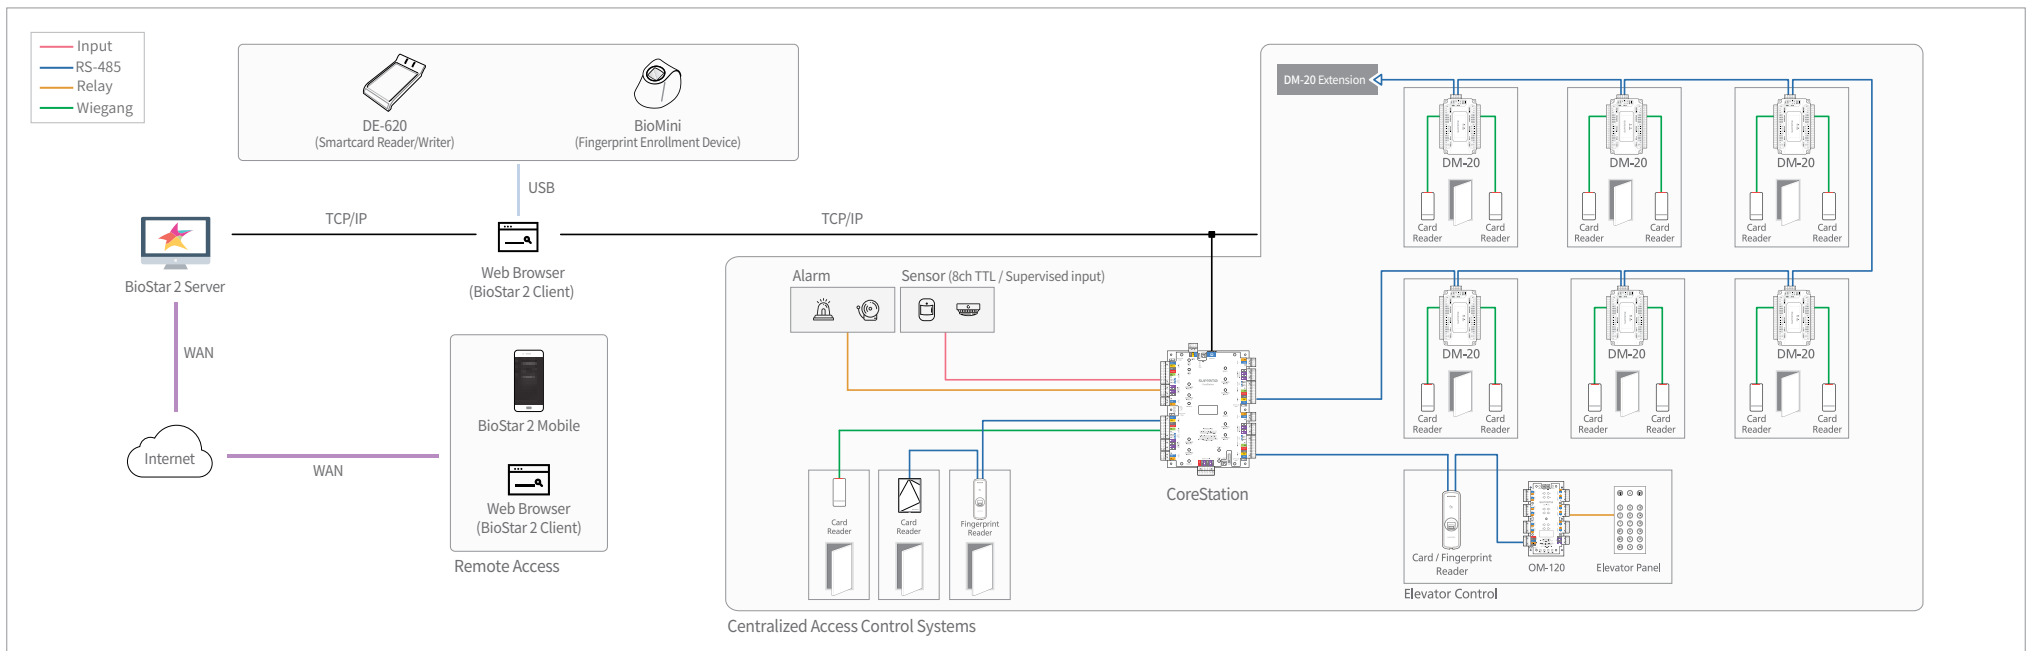 Input
RS-485
Relay
Wiegang
DE-620
(Smartcard Reader/Writer)
BioMini
(Fingerprint Enrollment Device)
USB
TCP/IP
TCP/IP
BioStar 2 Server
Web Browser
(BioStar 2 Client)
WAN
Internet
WAN
BioStar 2 Mobile
Web Browser
(BioStar 2 Client)
Remote Access
Alarm
Sensor (8ch TTL / Supervised input)
CoreStation
Card
Reader
Card
Reader
Fingerprint
Reader
Centralized Access Control Systems
DM-20 Extension
DM-20
Card
Reader
Card
Reader
DM-20
Card
Reader
Card
Reader
DM-20
Card
Reader
Card
Reader
DM-20
Card
Reader
Card
Reader
DM-20
Card
Reader
Card
Reader
DM-20
Card
Reader
Card
Reader
Card / Fingerprint
Reader
OM-120
Elevator Panel
Elevator Control